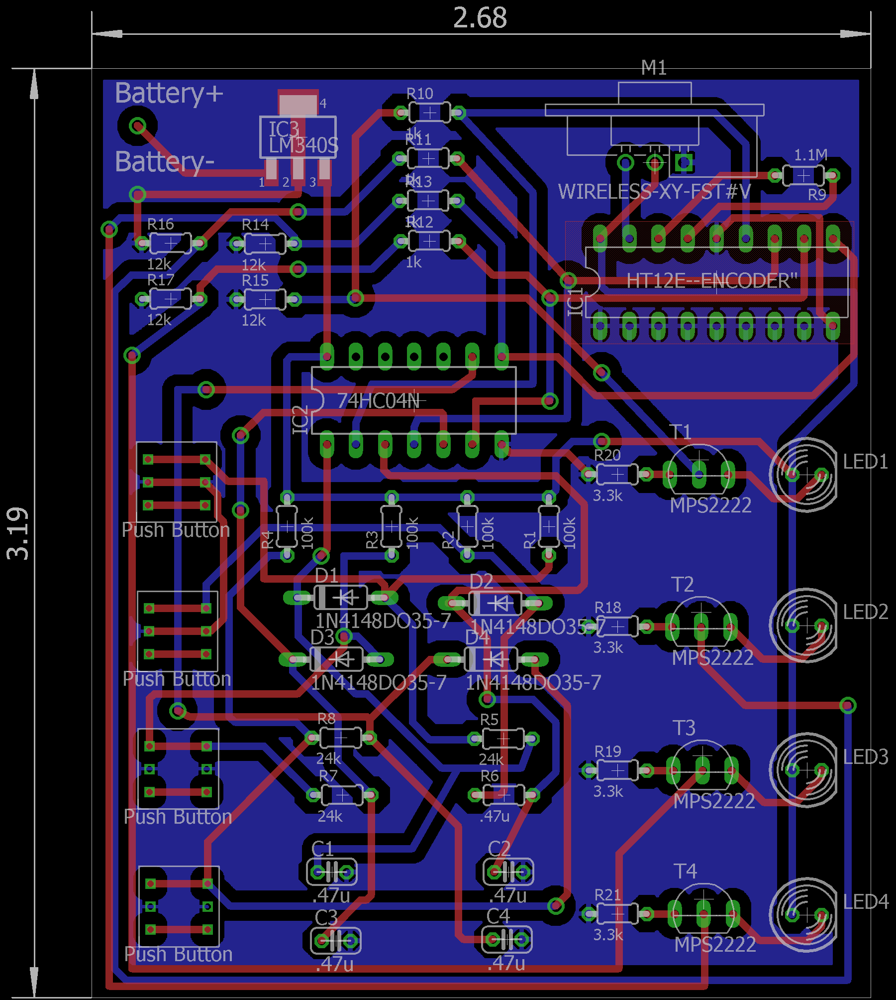 2.68
M1
Battery+
R10
4
IC3
1k
LM340S
R11
1.1M
Battery-
1
2
3
1k
R13
WIRELESS-XY-FST#V
R9
R16
R14
1k
R12
12k
12k
1k
R17
R15
HT12E--ENCODER"
IC1
12k
12k
74HC04N
IC2
T1
R20
LED1
3.3k
MPS2222
3.19
Push Button
R4
100k
R3
100k
R2
100k
R1
100k
D1
D2
T2
R18
LED2
1N4148DO35-7
1N4148DO35-7
D3
D4
3.3k
MPS2222
Push Button
1N4148DO35-7
1N4148DO35-7
R8
R5
T3
R19
LED3
24k
24k
R7
R6
3.3k
MPS2222
Push Button
24k
.47u
C1
C2
T4
R21
LED4
.47u
.47u
C3
C4
3.3k
MPS2222
Push Button
.47u
.47u